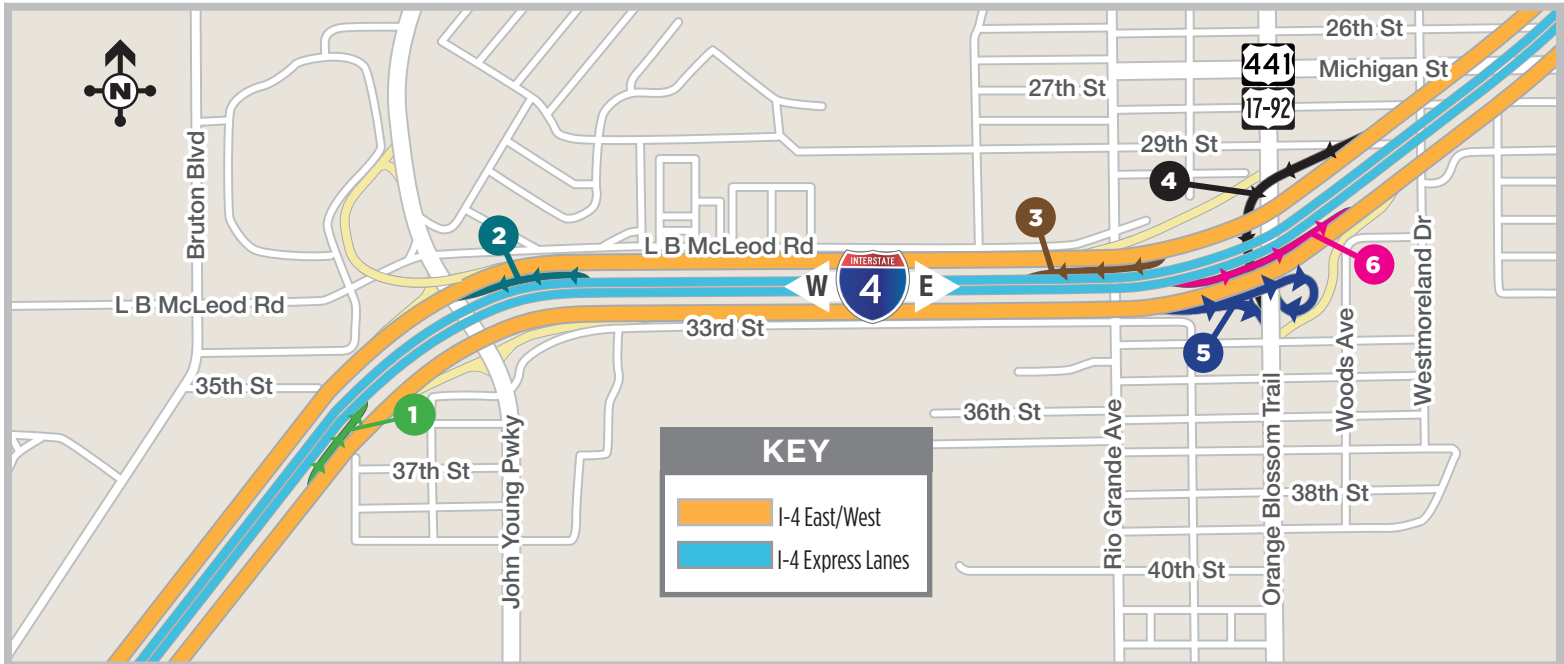 26th St
441
Michigan St
17-92
27th St
N
29th St
Bruton Blvd
4
3
2
L B McLeod Rd
6
INTERSTATE
W 4 E
L B McLeod Rd
33rd St
5
Woods Ave
Westmoreland Dr
35th St
1
36th St
Rio Grande Ave
Orange Blossom Trail
John Young Pwky
KEY
37th St
38th St
I-4 East/West
I-4 Express Lanes
40th St